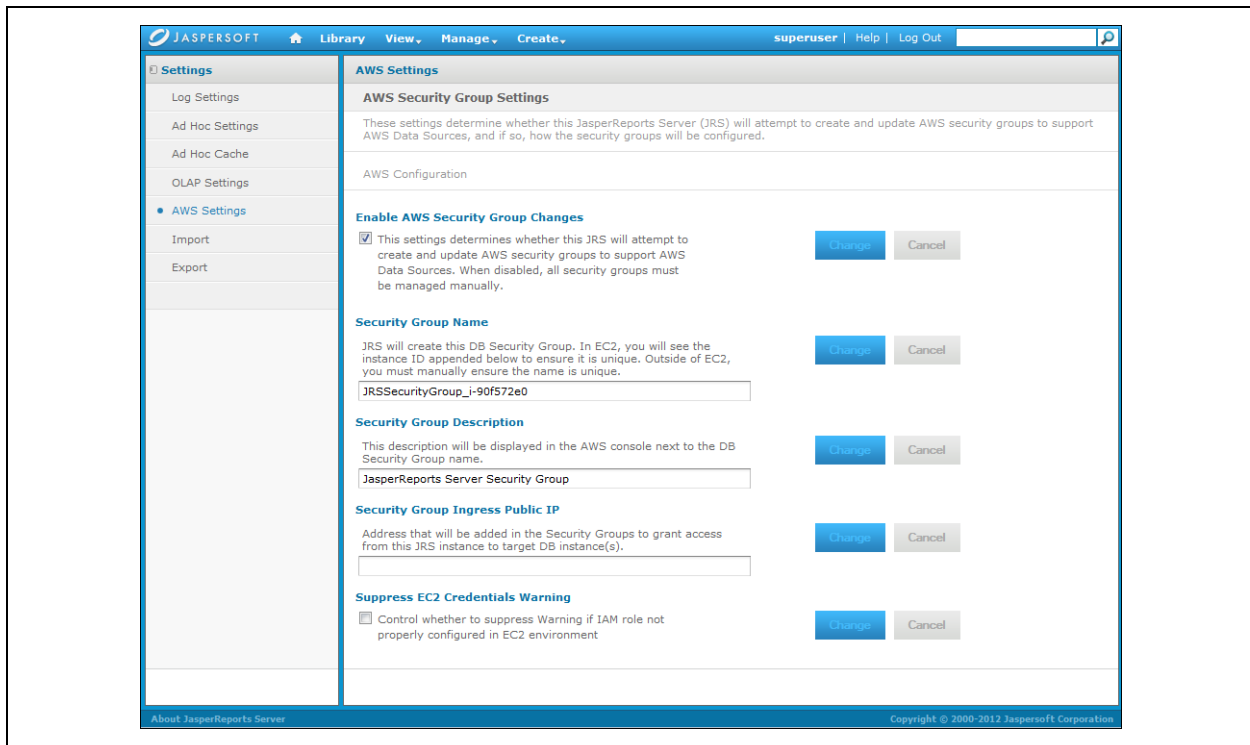 JASPERSOFT Library View Manage Create superuser | Help | Log Out
Settings
Log Settings
Ad Hoc Settings
Ad Hoc Cache
OLAP Settings
AWS Settings
Import
Export
AWS Settings
AWS Security Group Settings
These settings determine whether this JasperReports Server (JRS) will attempt to create and update AWS security groups to support
AWS Data Sources, and if so, how the security groups will be configured.
AWS Configuration
Enable AWS Security Group Changes
This settings determines whether this JRS will attempt to
create and update AWS security groups to support AWS
Data Sources. When disabled, all security groups must
be managed manually.
Change Cancel
Security Group Name
JRS will create this DB Security Group. In EC2, you will see the
instance ID appended below to ensure it is unique. Outside of EC2,
you must manually ensure the name is unique.
JRSSecurityGroup_i-90f572e0
Change Cancel
Security Group Description
This description will be displayed in the AWS console next to the DB
Security Group name.
JasperReports Server Security Group
Change Cancel
Security Group Ingress Public IP
Address that will be added in the Security Groups to grant access
from this JRS instance to target DB instance(s).
Change Cancel
Suppress EC2 Credentials Warning
Control whether to suppress Warning if IAM role not
properly configured in EC2 environment
Change Cancel
About JasperReports Server Copyright © 2000-2012 Jaspersoft Corporation